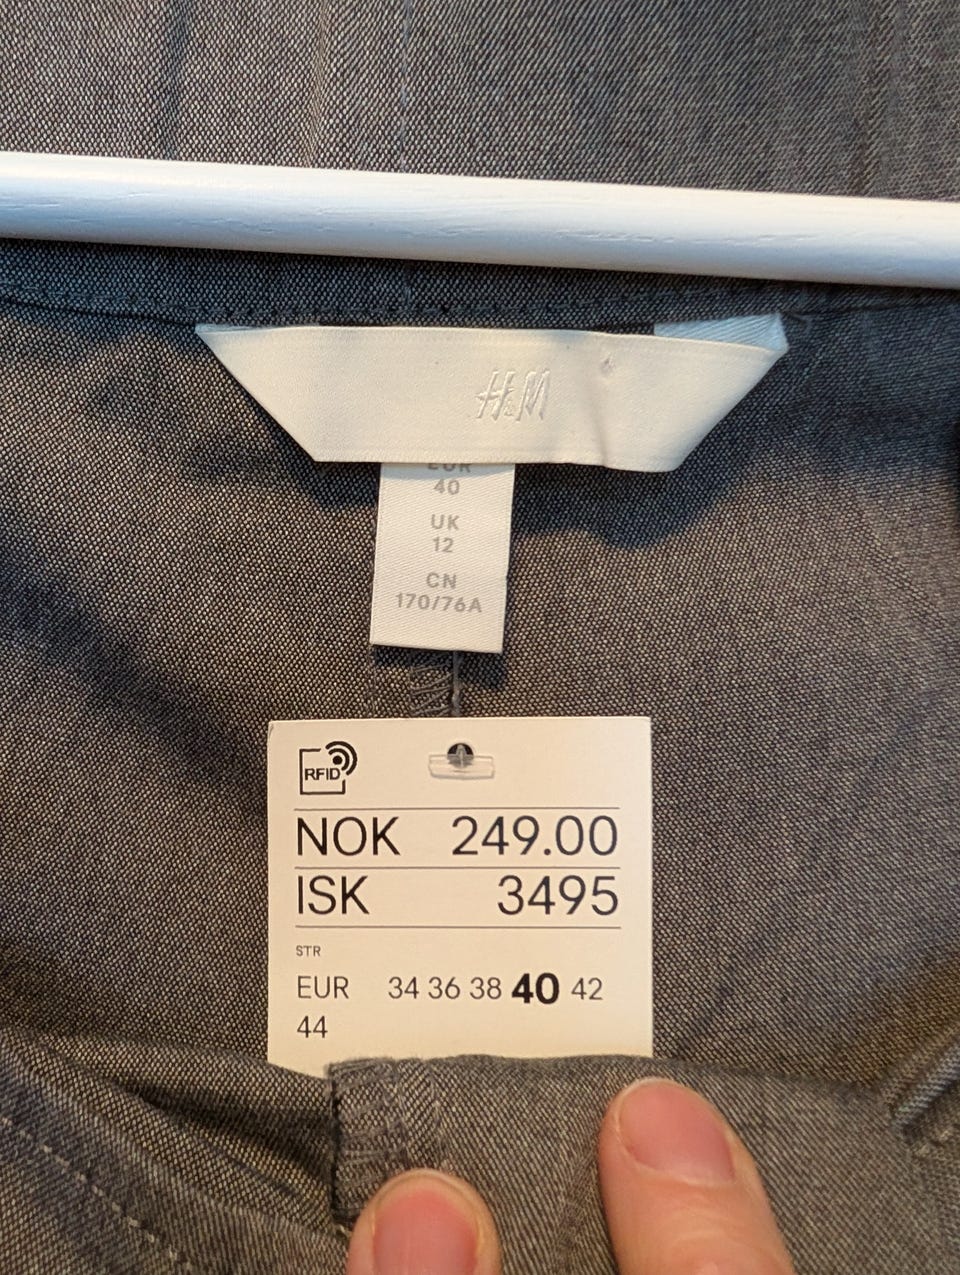 H&M
EUR
40
UK
12
CN
170/76A
RFID
NOK 249.00
ISK 3495
STR
EUR 34 36 38 40 42
44